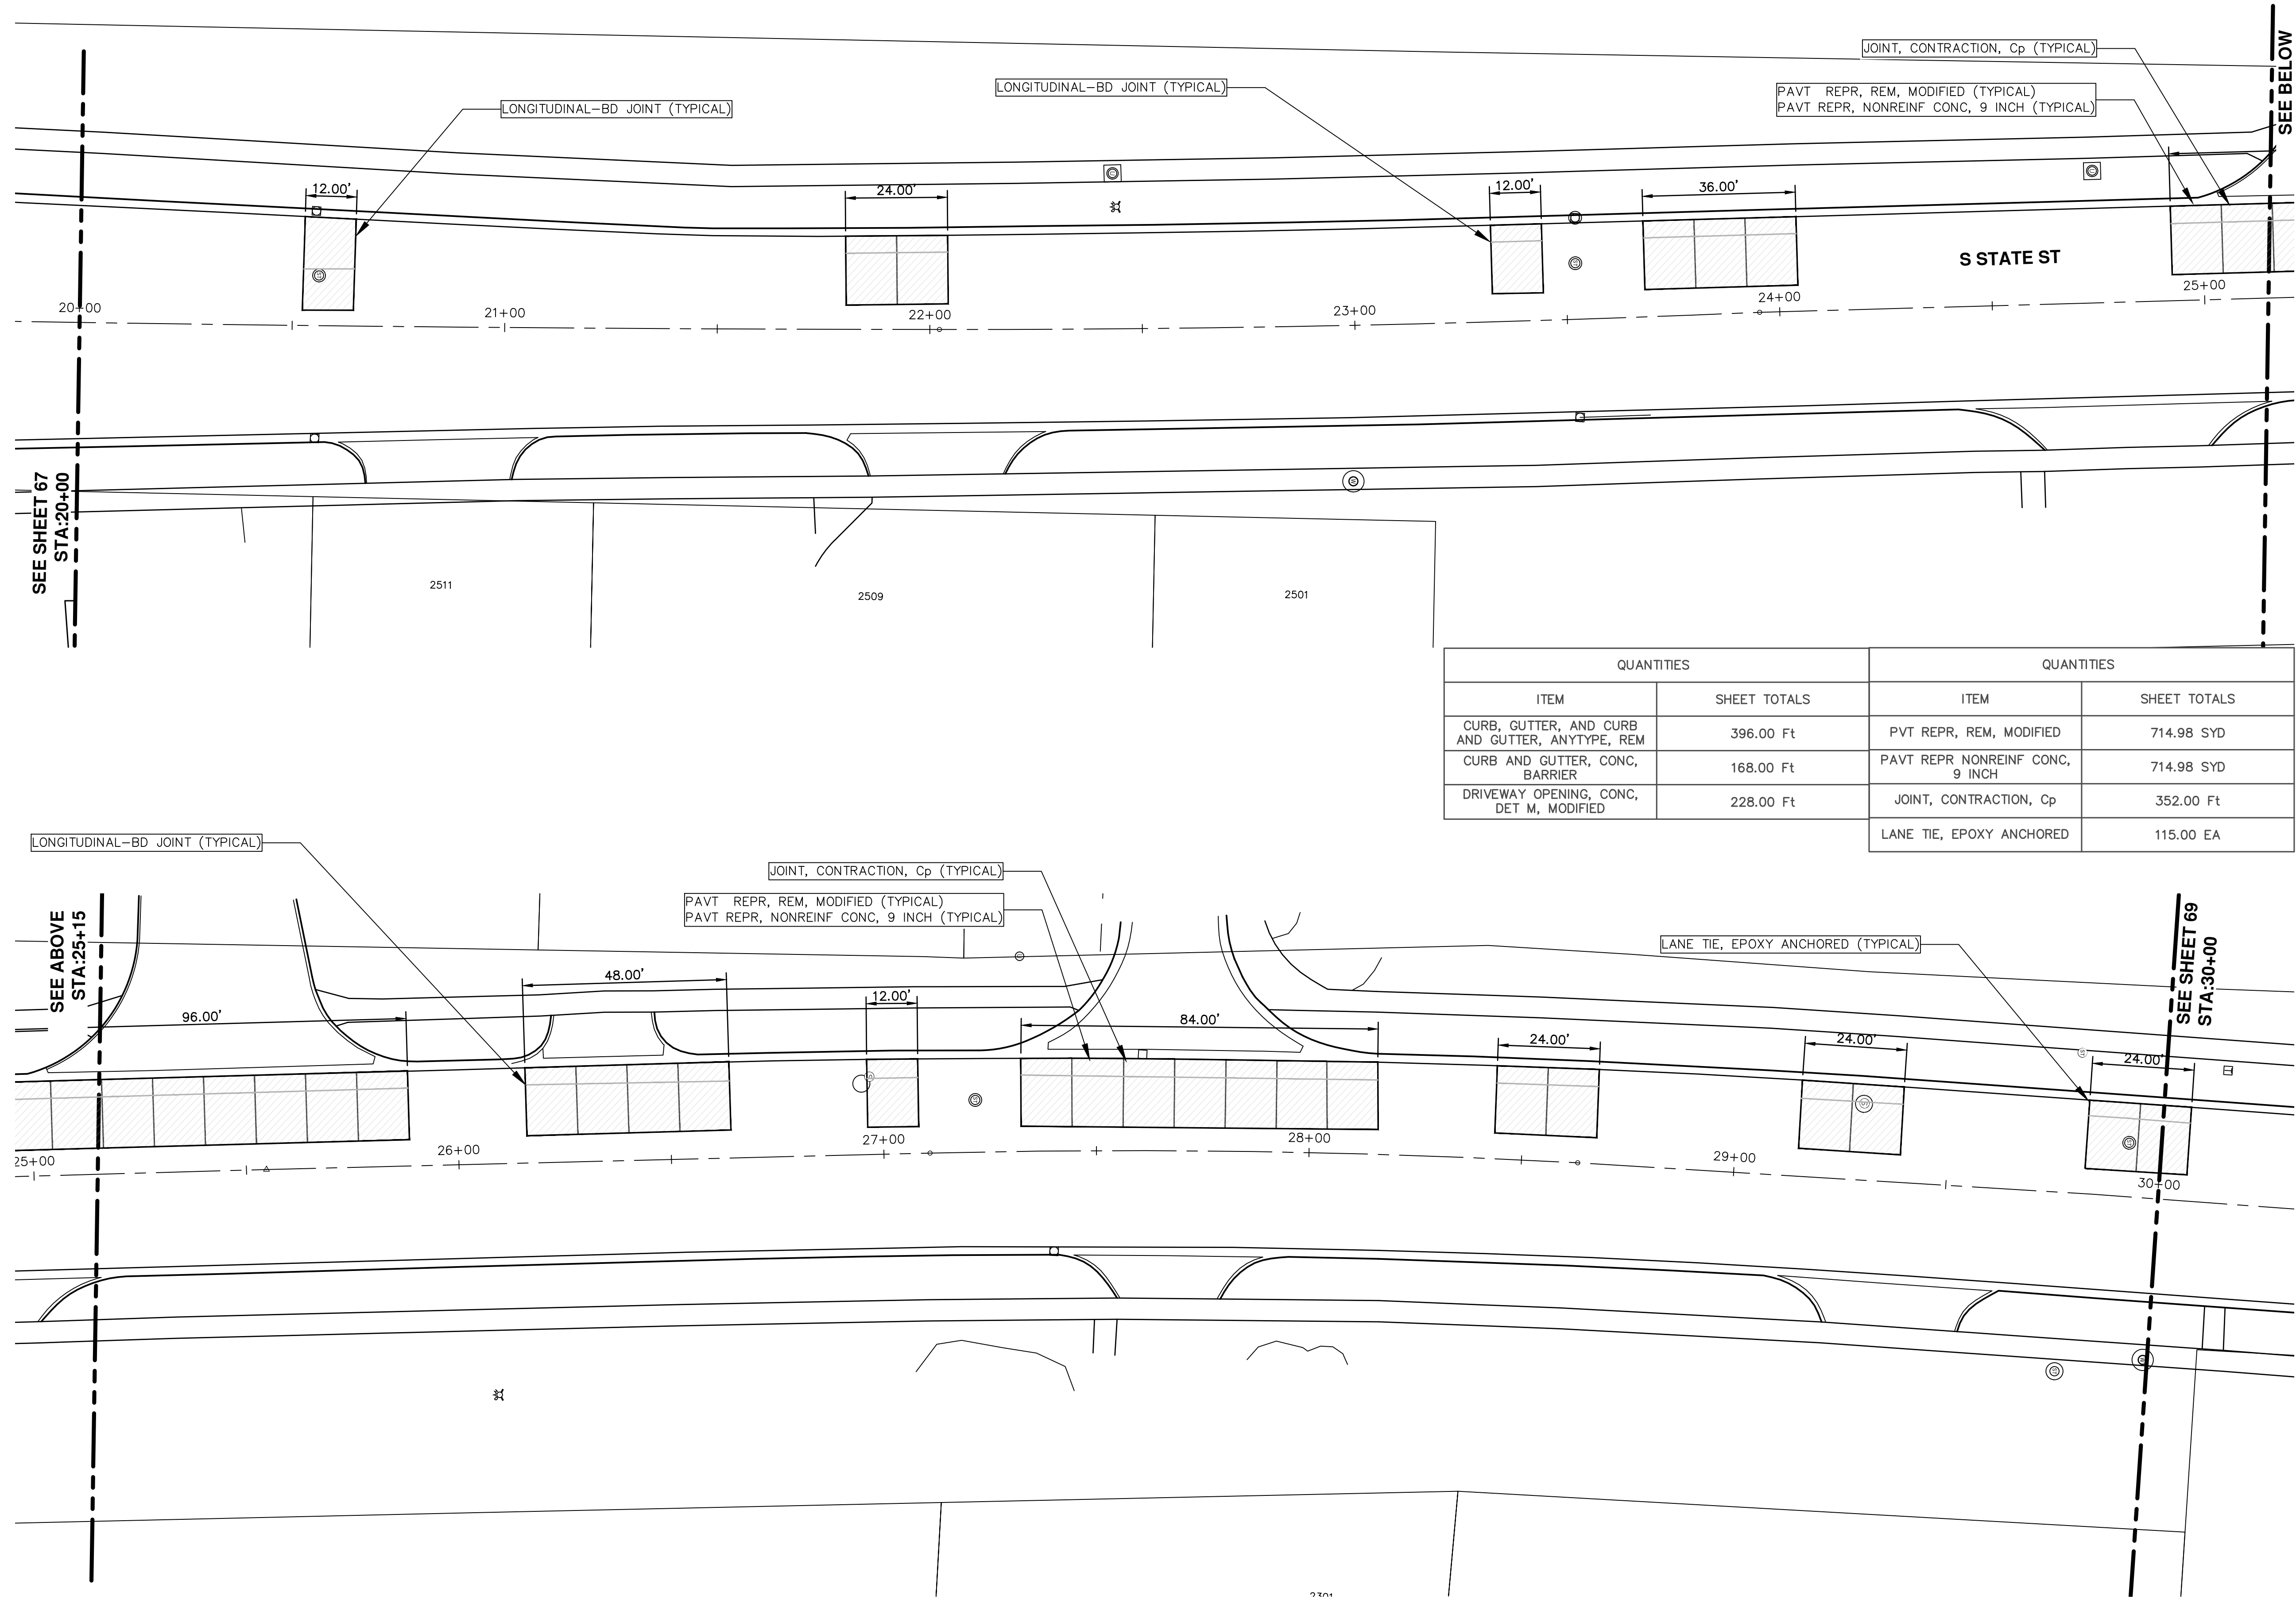 JOINT, CONTRACTION, Cp (TYPICAL)
SEE BELOW
LONGITUDINAL-BD JOINT (TYPICAL)
PAVT REPR, REM, MODIFIED (TYPICAL)
PAVT REPR, NONREINF CONC, 9 INCH (TYPICAL)
LONGITUDINAL-BD JOINT (TYPICAL)
12.00'
24.00'
12.00'
36.00'
S STATE ST
20+00
21+00
22+00
23+00
24+00
25+00
SEE SHEET 67
STA:20+00
2511
2509
2501
QUANTITIES
ITEM SHEET TOTALS
CURB, GUTTER, AND CURB
AND GUTTER, ANYTYPE, REM
396.00 Ft
CURB AND GUTTER, CONC,
BARRIER
168.00 Ft
DRIVEWAY OPENING, CONC,
DET M, MODIFIED
228.00 Ft
QUANTITIES
ITEM SHEET TOTALS
PVT REPR, REM, MODIFIED 714.98 SYD
PAVT REPR NONREINF CONC,
9 INCH
714.98 SYD
JOINT, CONTRACTION, Cp 352.00 Ft
LANE TIE, EPOXY ANCHORED 115.00 EA
LONGITUDINAL-BD JOINT (TYPICAL)
JOINT, CONTRACTION, Cp (TYPICAL)
PAVT REPR, REM, MODIFIED (TYPICAL)
PAVT REPR, NONREINF CONC, 9 INCH (TYPICAL)
LANE TIE, EPOXY ANCHORED (TYPICAL)
SEE ABOVE
STA:25+15
SEE SHEET 69
STA:30+00
96.00'
48.00'
12.00'
84.00'
24.00'
24.00'
24.00'
25+00
26+00
27+00
28+00
29+00
30+00